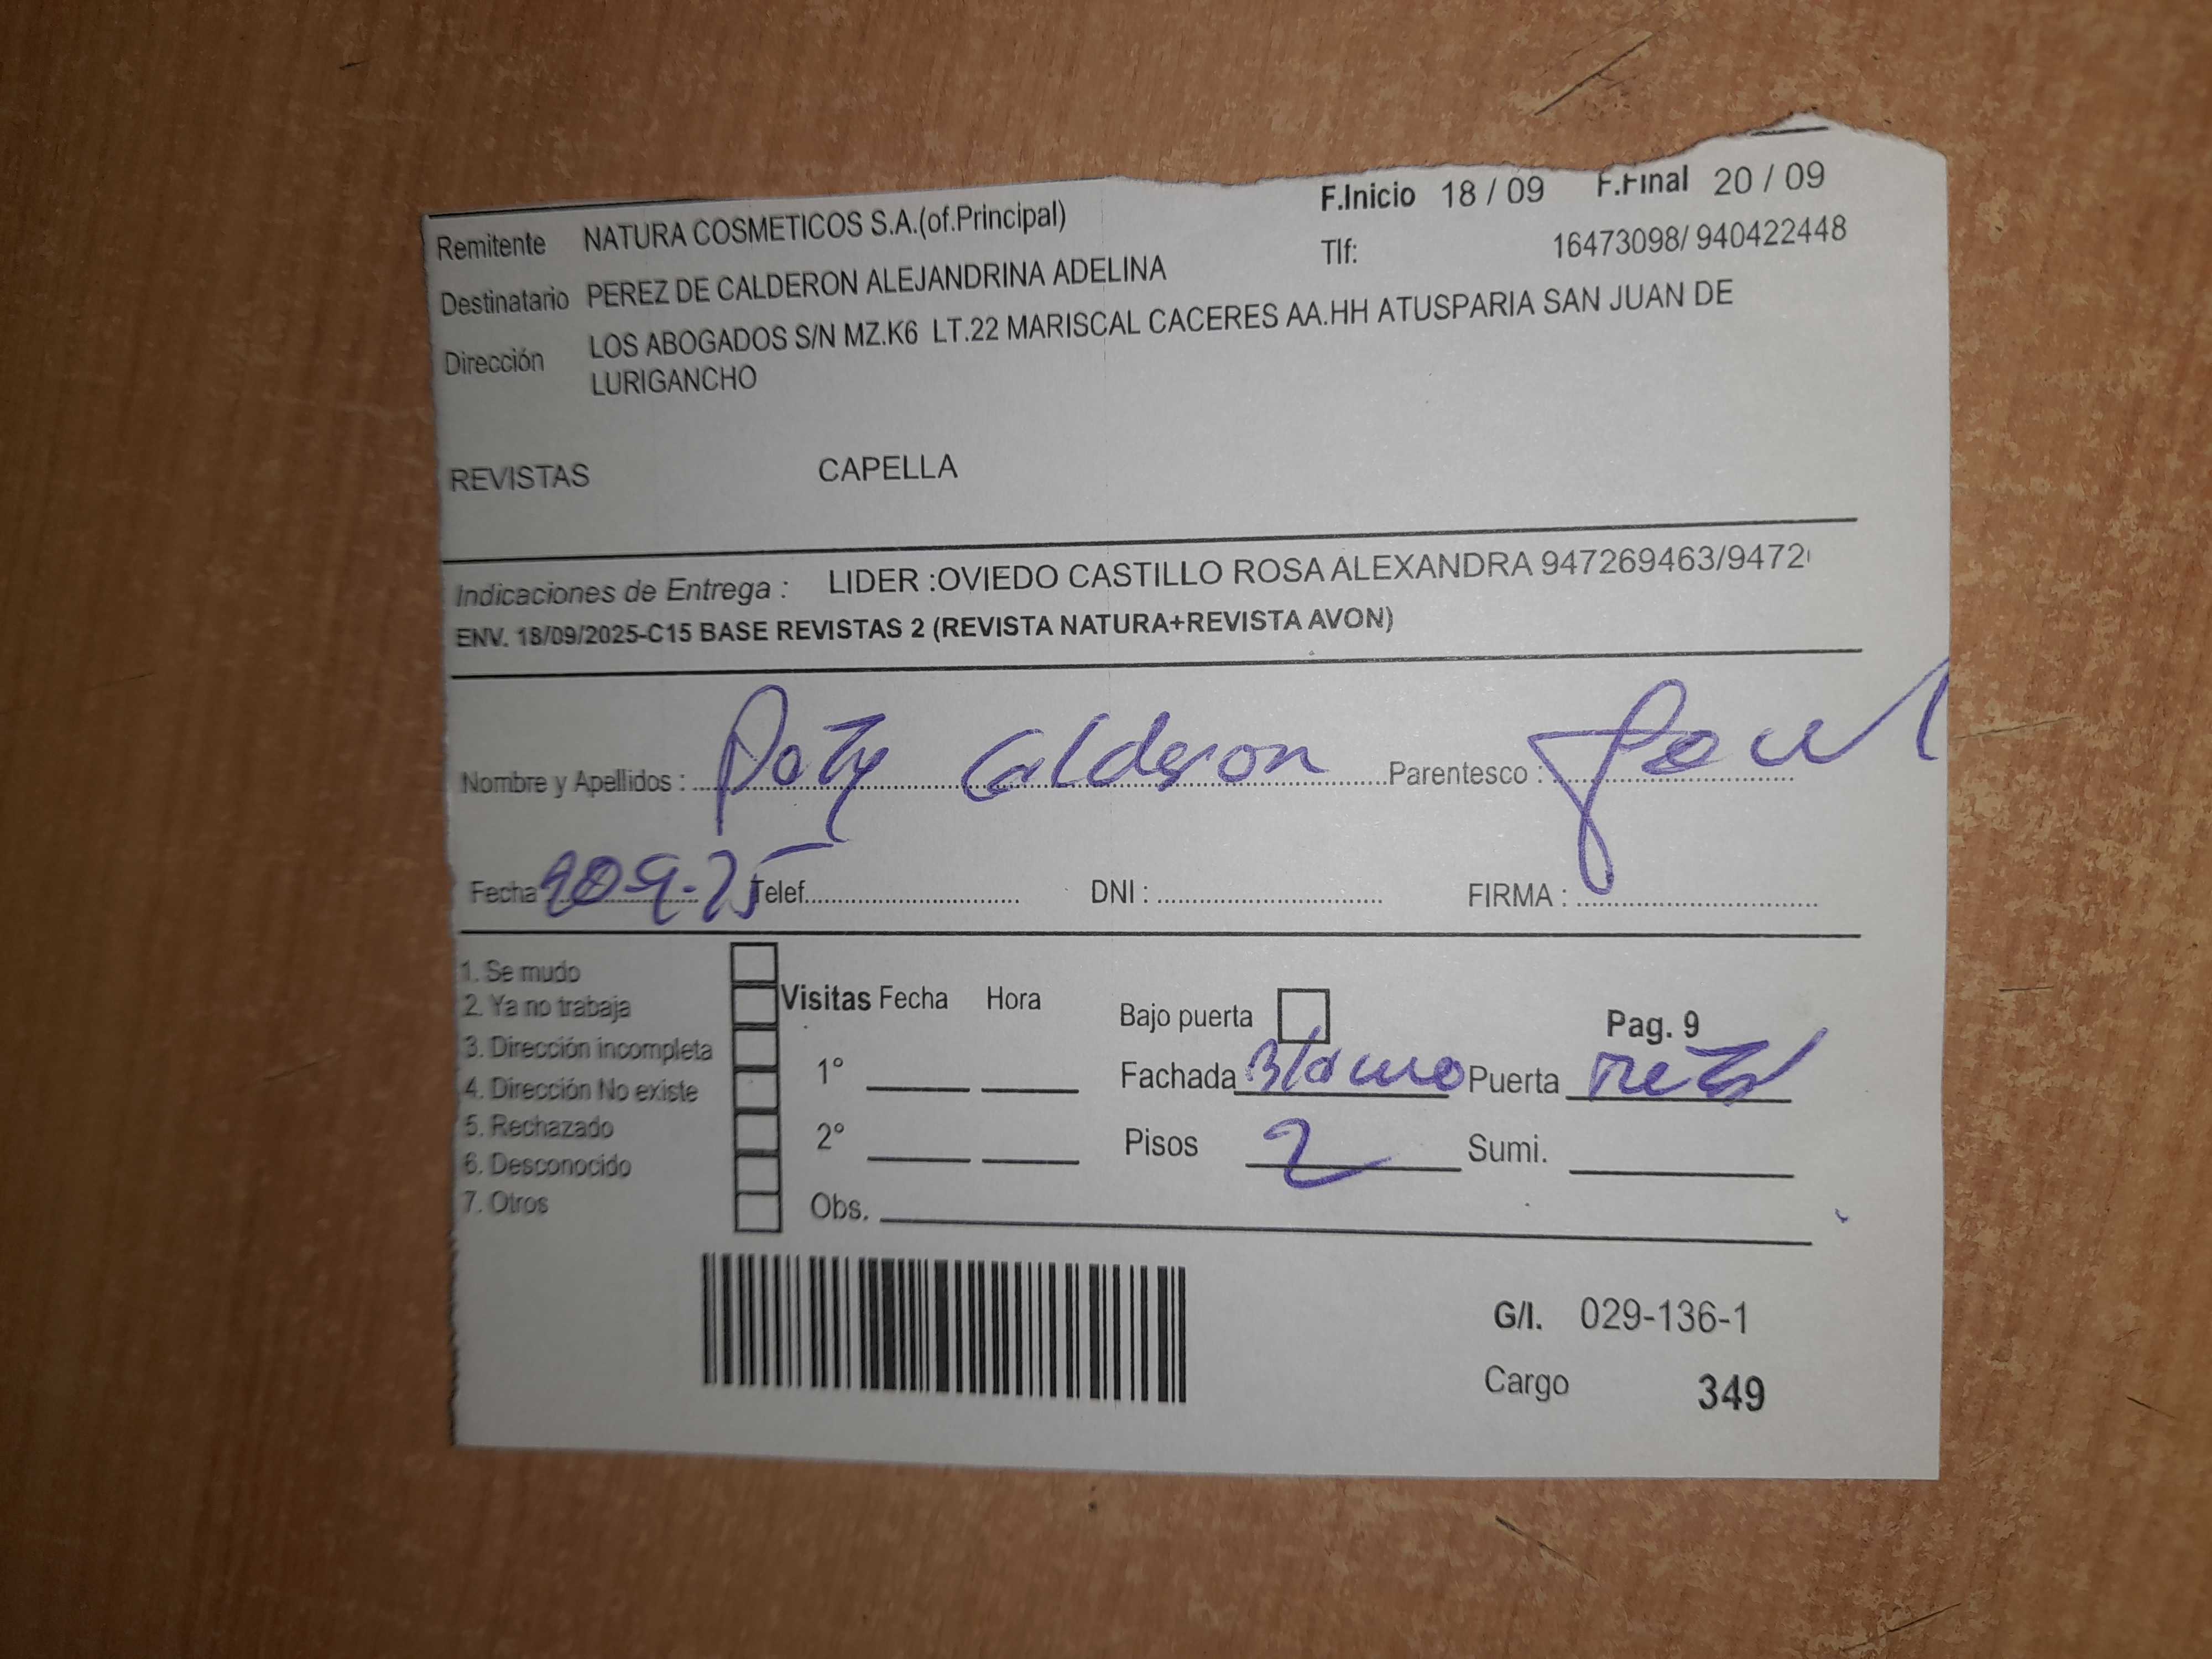 F.Inicio 18 / 09 F.Final 20 / 09
Remitente NATURA COSMETICOS S.A.(of.Principal)
Tlf: 16473098/ 940422448
Destinatario PEREZ DE CALDERON ALEJANDRINA ADELINA
Dirección LOS ABOGADOS S/N MZ.K6 LT.22 MARISCAL CACERES AA.HH ATUSPARIA SAN JUAN DE
LURIGANCHO
REVISTAS CAPELLA
Indicaciones de Entrega : LIDER :OVIEDO CASTILLO ROSA ALEXANDRA 947269463/9472
ENV. 18/09/2025-C15 BASE REVISTAS 2 (REVISTA NATURA+REVISTA AVON)
Nombre y Apellidos : Paty Calderon Parentesco :
Fecha Telef. DNI : FIRMA :
1. Se mudo
2. Ya no trabaja
3. Dirección incompleta
4. Dirección No existe
5. Rechazado
6. Desconocido
7. Otros
Visitas Fecha Hora
1°
2°
Obs.
Bajo puerta
Pag. 9
Fachada Blanco Puerta metal
Pisos 2 Sumi.
G/I. 029-136-1
Cargo 349